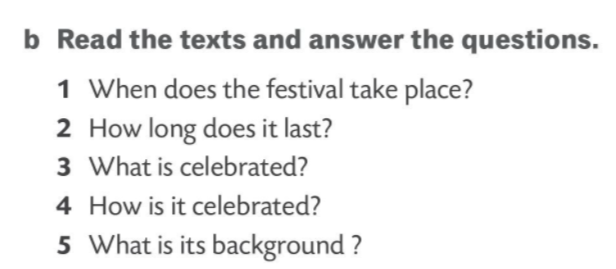 b Read the texts and answer the questions.
1 When does the festival take place?
2 How long does it last?
3 What is celebrated?
4 How is it celebrated?
5 What is its background ?